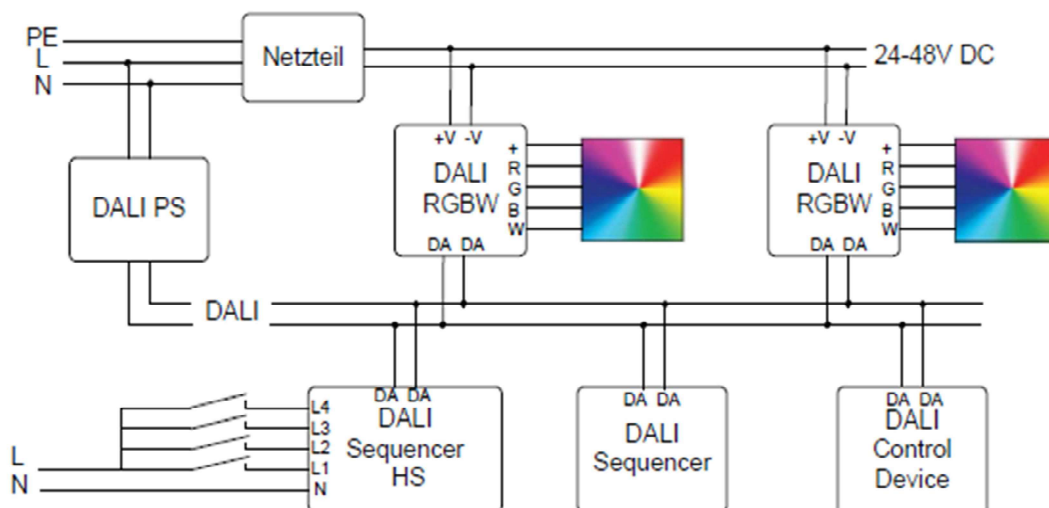 PE
L
N
Netzteil
24-48V DC
+V -V
DALI
RGBW
+
R
G
B
W
DA DA
+V -V
DALI
RGBW
+
R
G
B
W
DA DA
DALI PS
DALI
L
N
L4
L3
L2
L1
N
DA DA
DALI
Sequencer
HS
DA DA
DALI
Sequencer
DA DA
DALI
Control
Device